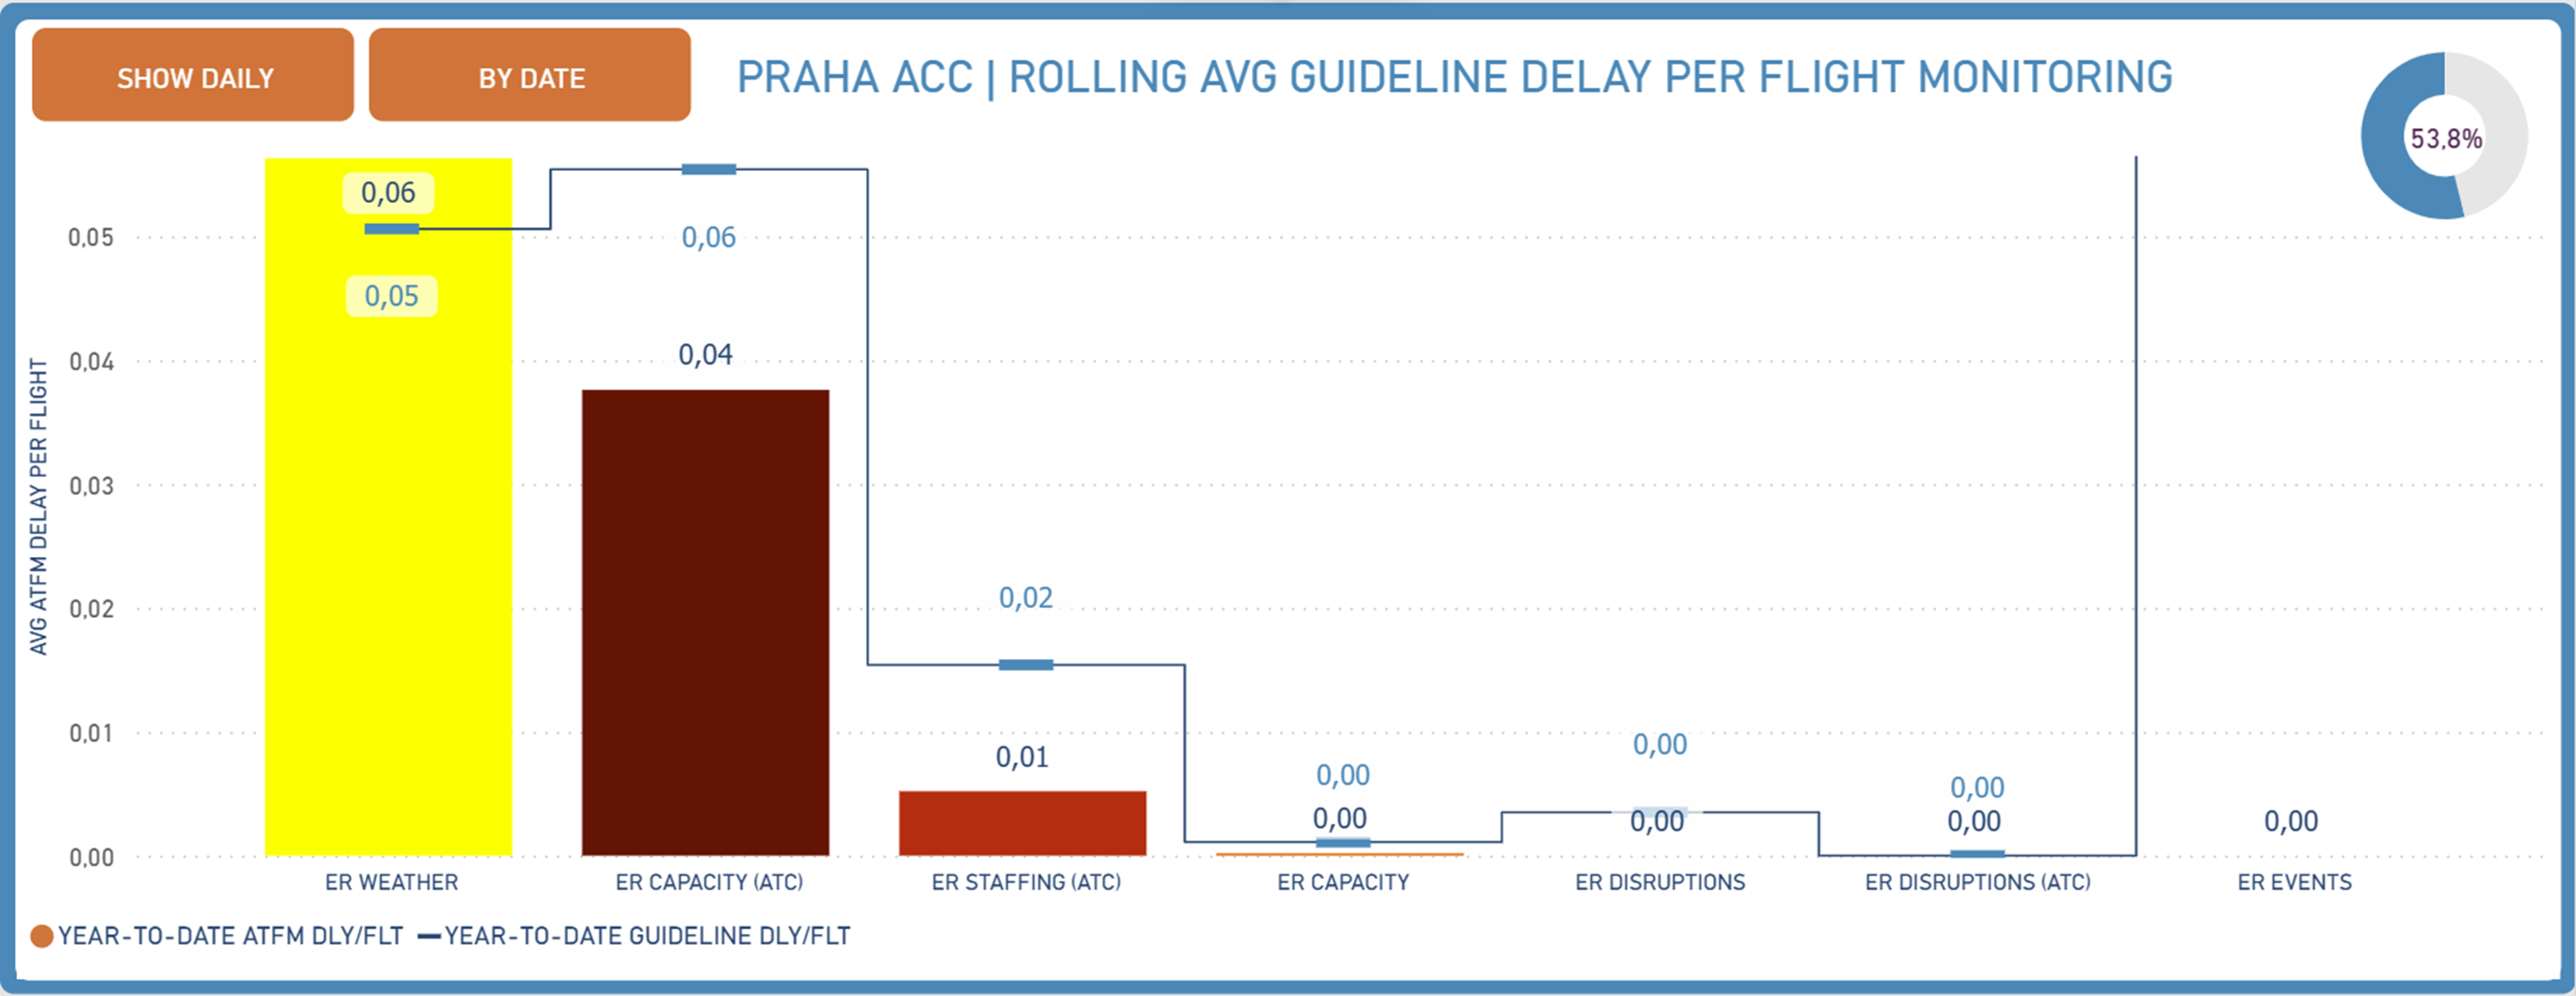 SHOW DAILY
BY DATE
PRAHA ACC | ROLLING AVG GUIDELINE DELAY PER FLIGHT MONITORING
53,8%
AVG ATFM DELAY PER FLIGHT
0,05
0,04
0,03
0,02
0,01
0,00
0,06
0,05
0,06
0,04
0,02
0,01
0,00
0,00
0,00
0,00
0,00
0,00
0,00
ER WEATHER
ER CAPACITY (ATC)
ER STAFFING (ATC)
ER CAPACITY
ER DISRUPTIONS
ER DISRUPTIONS (ATC)
ER EVENTS
YEAR-TO-DATE ATFM DLY/FLT
YEAR-TO-DATE GUIDELINE DLY/FLT